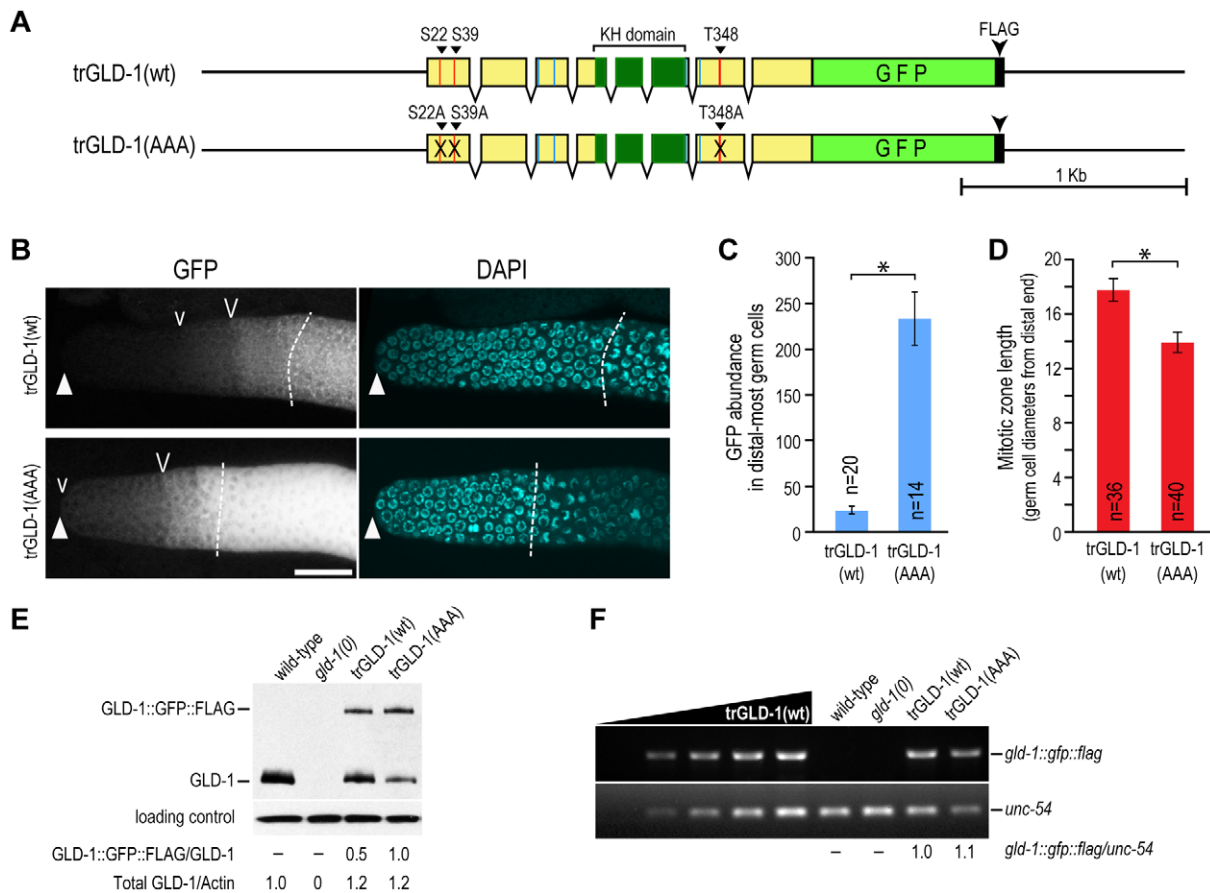 A
S22 S39
KH domain
T348
FLAG
trGLD-1(wt)
GFP
S22A S39A
T348A
trGLD-1(AAA)
GFP
1 Kb
B
GFP
DAPI
trGLD-1(wt)
trGLD-1(AAA)
C
GFP abundance
in distal-most germ cells
300
250
200
150
100
50
0
*
n=20
n=14
trGLD-1
(wt)
trGLD-1
(AAA)
D
Mitotic zone length
(germ cell diameters from distal end)
20
16
12
8
4
0
*
n=36
n=40
trGLD-1
(wt)
trGLD-1
(AAA)
E
wild-type
gld-1(0)
trGLD-1(wt)
trGLD-1(AAA)
GLD-1::GFP::FLAG
GLD-1
loading control
GLD-1::GFP::FLAG/GLD-1 – – 0.5 1.0
Total GLD-1/Actin 1.0 0 1.2 1.2
F
trGLD-1(wt)
wild-type
gld-1(0)
trGLD-1(wt)
trGLD-1(AAA)
gld-1::gfp::flag
unc-54
– – 1.0 1.1 gld-1::gfp::flag/unc-54